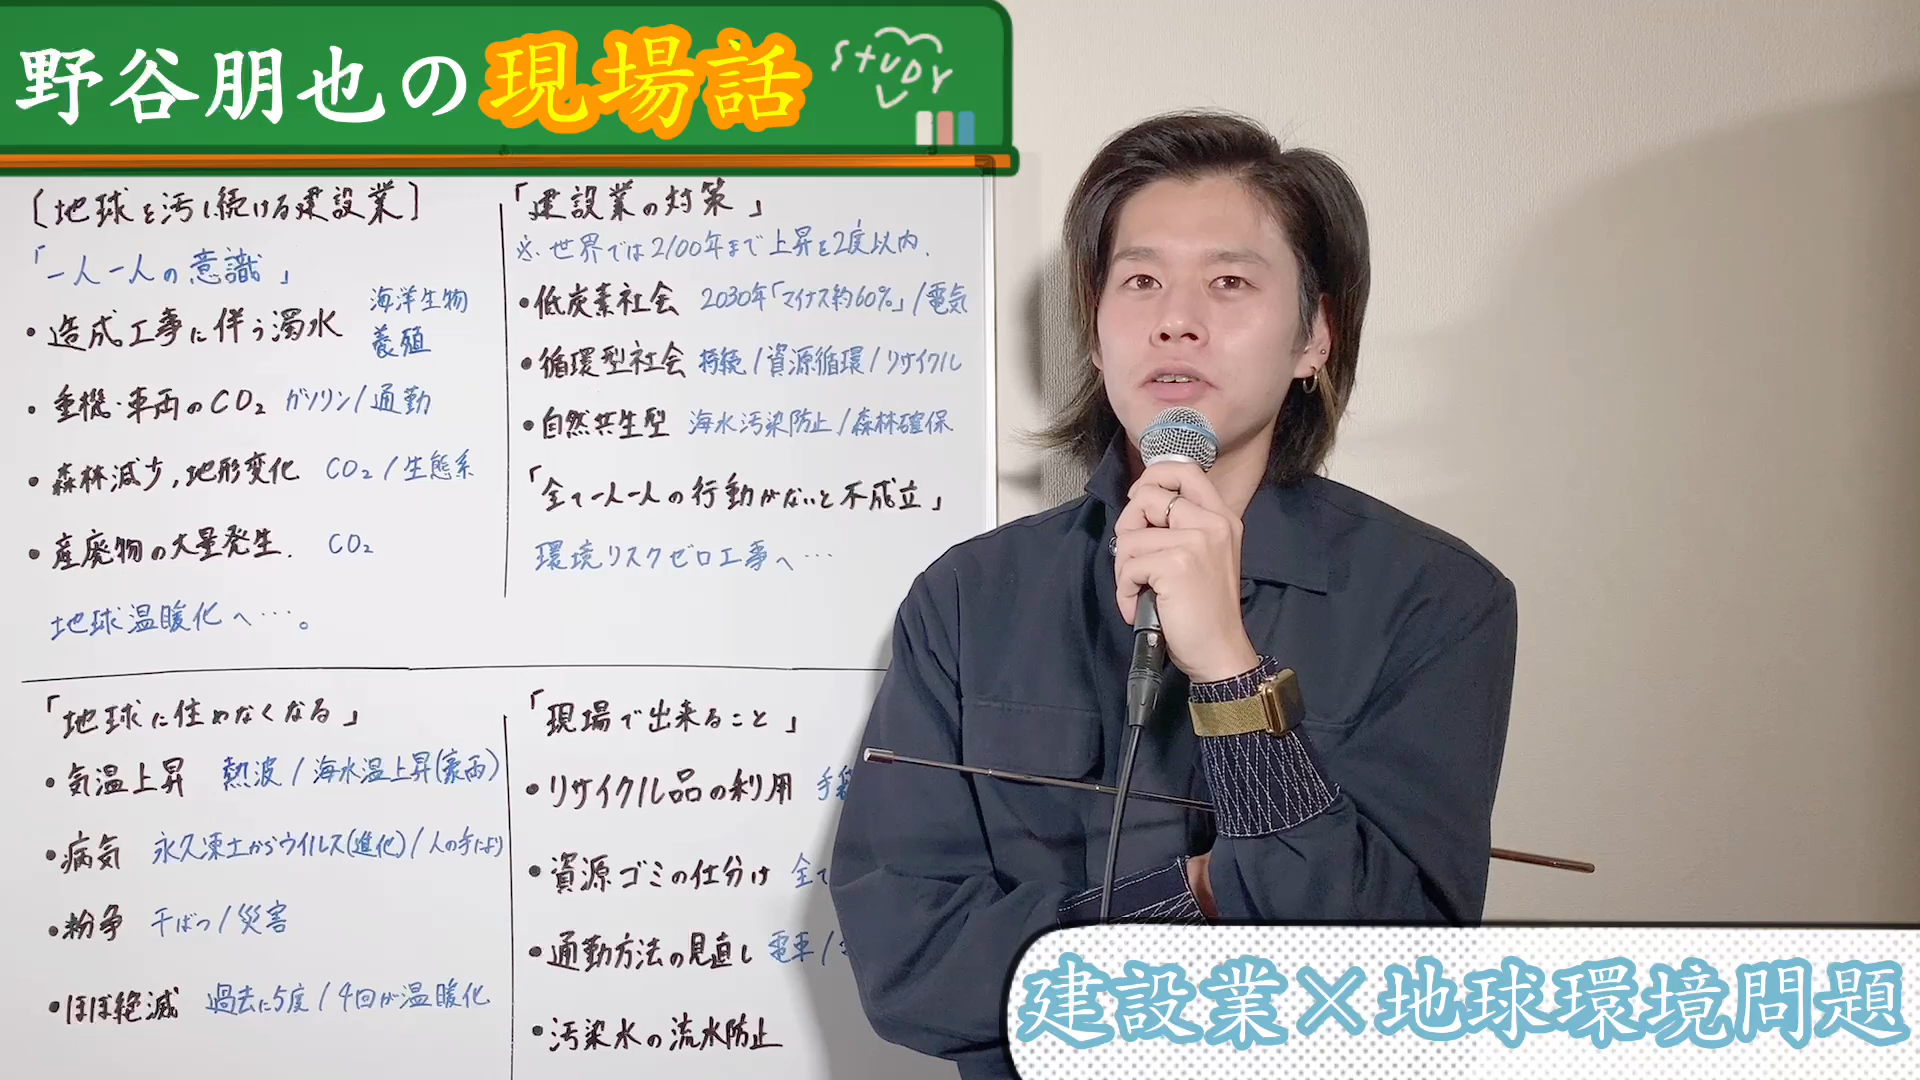 野谷朋也の現場話
STUDY
[地球を汚し続ける建設業]
「一人一人の意識」
・造成工事に伴う濁水 海洋生物
養殖
・重機・車両のCO2 ガソリン/通勤
・森林減少,地形変化 CO2/生態系
・産廃物の大量発生. CO2
地球温暖化へ…。
「建設業の対策」
※.世界では2100年まで上昇を2度以内.
・低炭素社会 2030年「マイナス約60%」/電気
・循環型社会 持続/資源循環/リサイクル
・自然共生型 海水汚染防止/森林確保
「全て一人一人の行動がないと不成立」
環境リスクゼロ工事へ…
「地球に住めなくなる」
・気温上昇 熱波/海水温上昇(豪雨)
・病気 永久凍土からウイルス(進化)/人の手により
・紛争 干ばつ/災害
・ほぼ絶滅 過去に5度/4回が温暖化
「現場で出来ること」
・リサイクル品の利用 手
・資源ゴミの仕分け 全て
・通勤方法の見直し 電車/
・汚染水の流水防止
建設業×地球環境問題